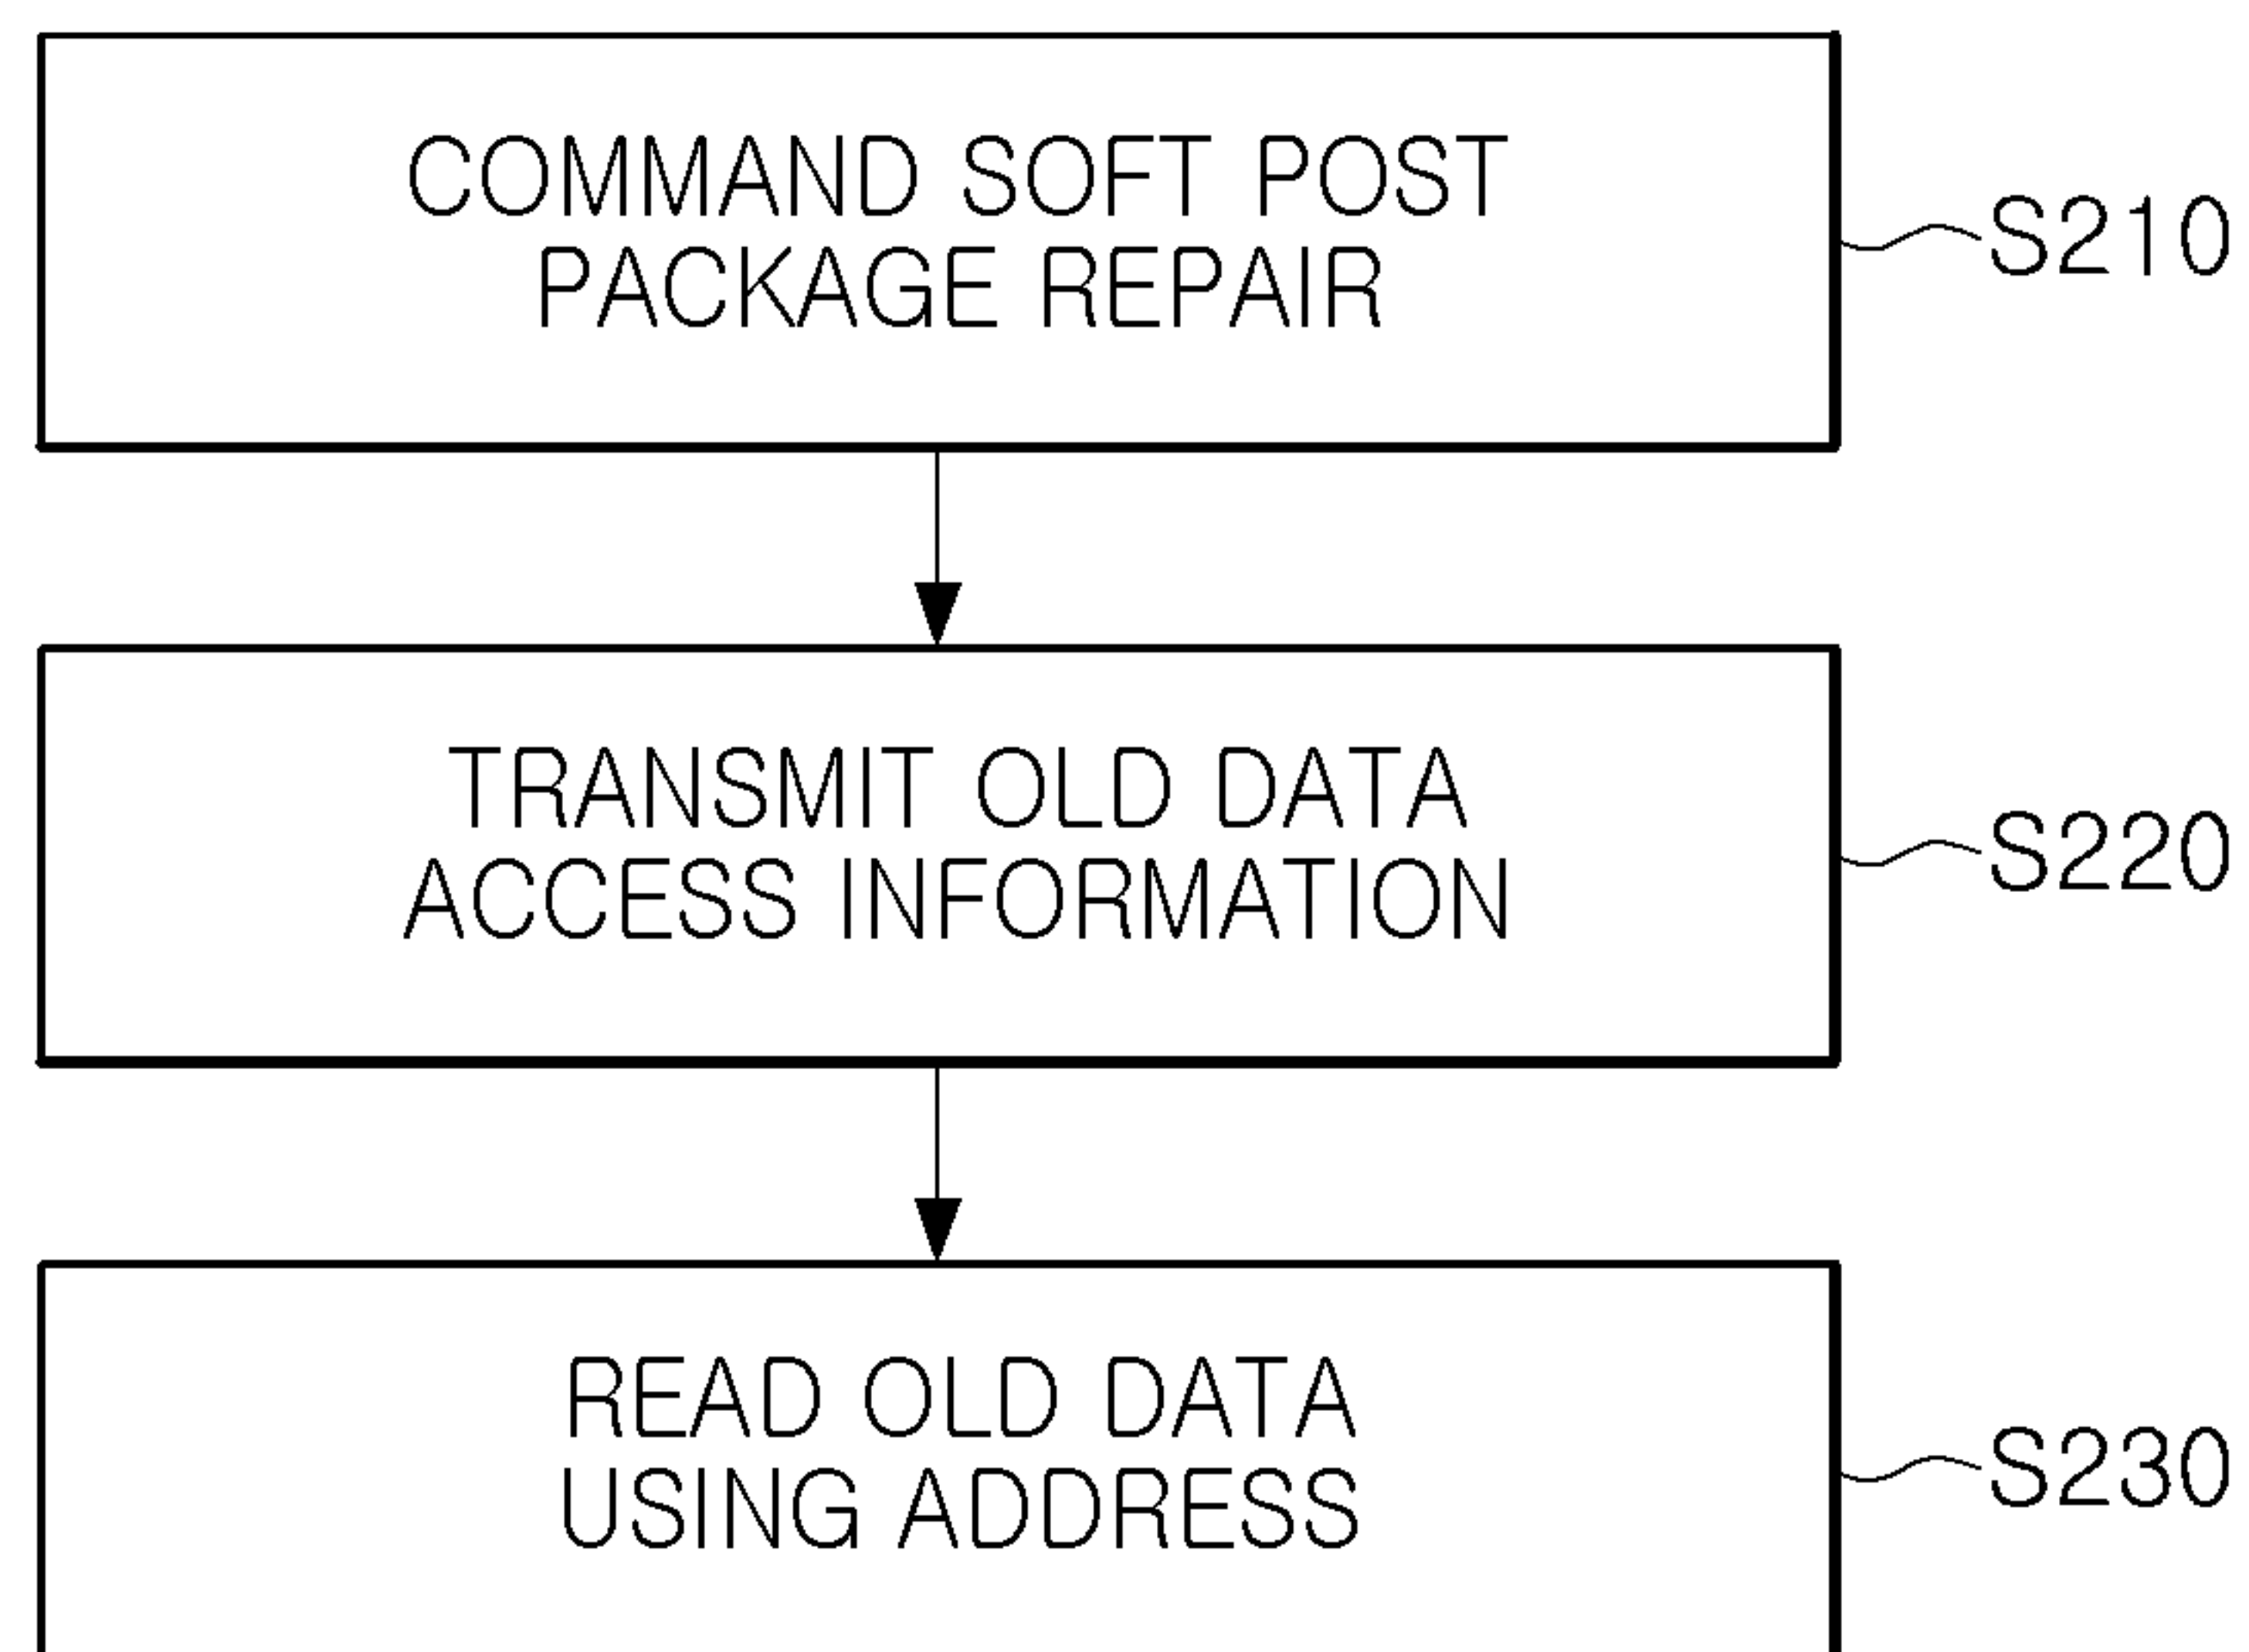 COMMAND SOFT POST
PACKAGE REPAIR
S210
TRANSMIT OLD DATA
ACCESS INFORMATION
S220
READ OLD DATA
USING ADDRESS
S230